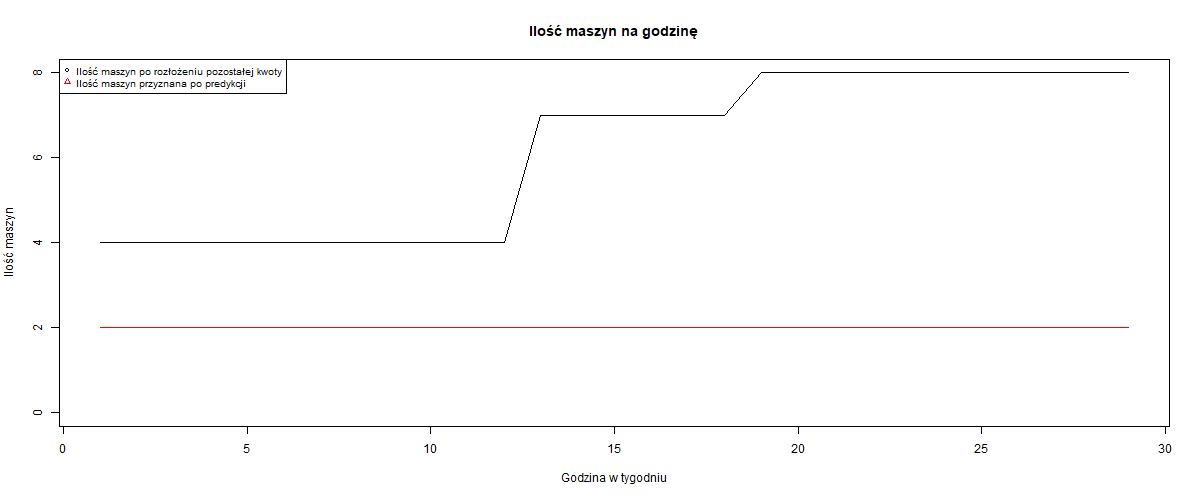 Ilość maszyn na godzinę
Ilość maszyn po rozłożeniu pozostałej kwoty
Ilość maszyn przyznana po predykcji
Ilość maszyn
8
6
4
2
0
0 5 10 15 20 25 30
Godzina w tygodniu